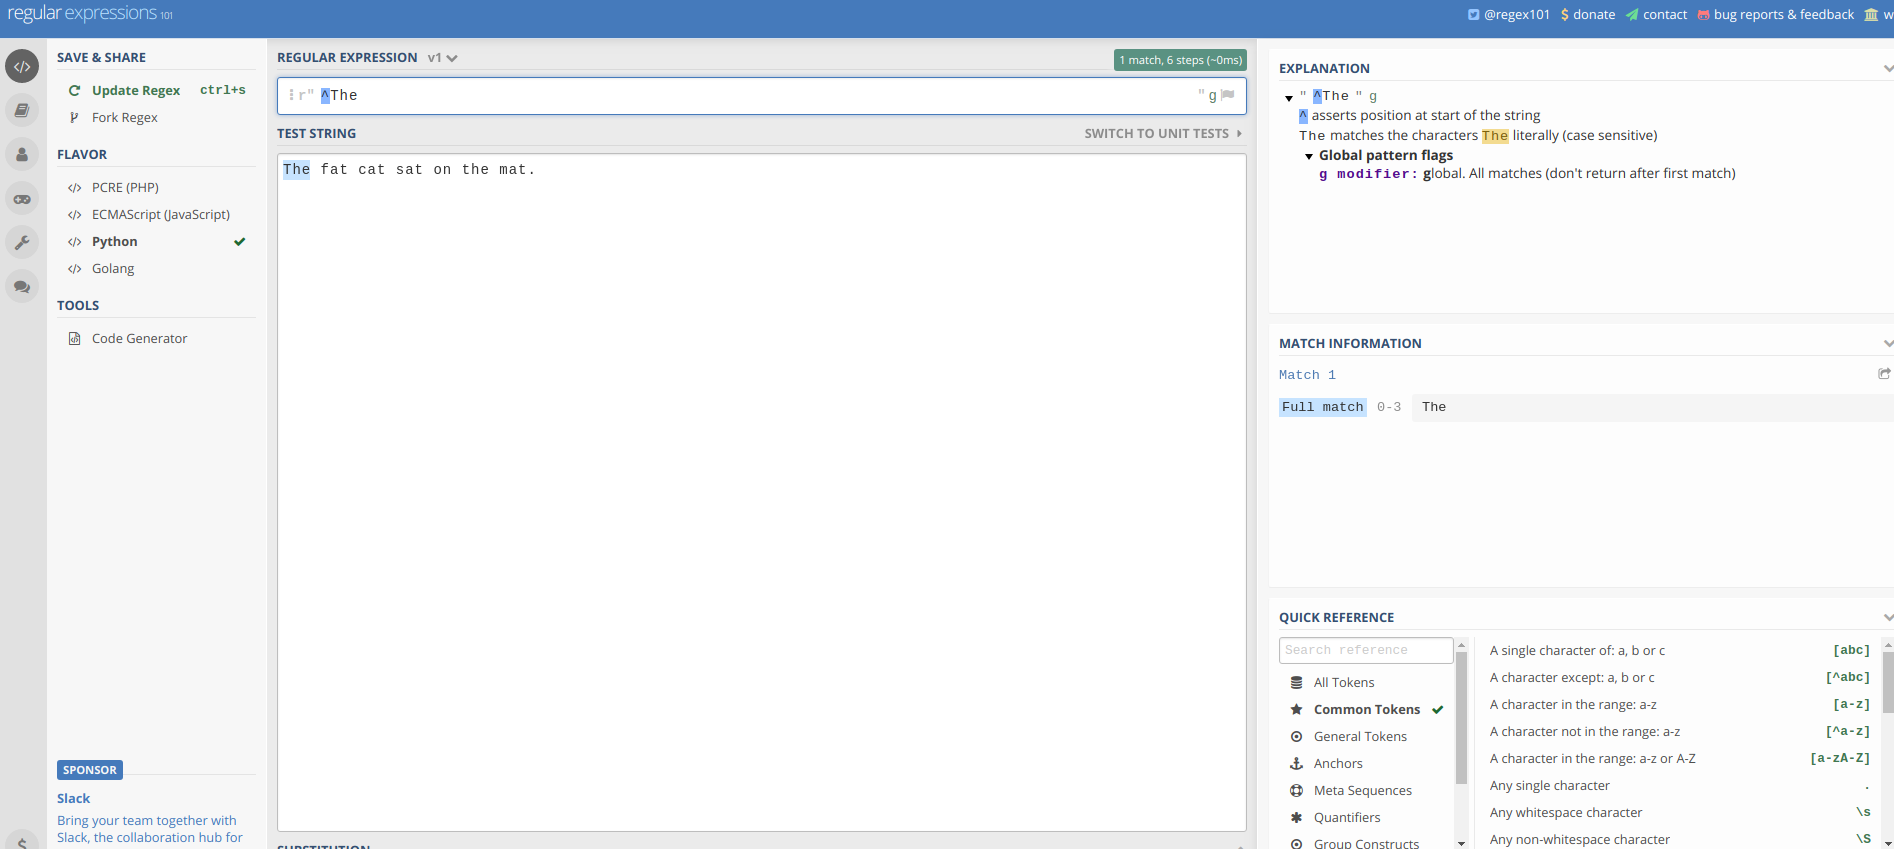 regular expressions 101
@regex101 $ donate contact bug reports & feedback w
SAVE & SHARE
Update Regex ctrl+s
Fork Regex
FLAVOR
</> PCRE (PHP)
</> ECMAScript (JavaScript)
</> Python
</> Golang
TOOLS
Code Generator
SPONSOR
Slack
Bring your team together with
Slack, the collaboration hub for
$
REGULAR EXPRESSION v1
1 match, 6 steps (~0ms)
r" ^The " g
TEST STRING
SWITCH TO UNIT TESTS
The fat cat sat on the mat.
SUBSTITUTION
EXPLANATION
" ^The " g
^ asserts position at start of the string
The matches the characters The literally (case sensitive)
Global pattern flags
g modifier: global. All matches (don't return after first match)
MATCH INFORMATION
Match 1
Full match 0-3 The
QUICK REFERENCE
Search reference
All Tokens
Common Tokens
General Tokens
Anchors
Meta Sequences
Quantifiers
Group Constructs
A single character of: a, b or c [abc]
A character except: a, b or c [^abc]
A character in the range: a-z [a-z]
A character not in the range: a-z [^a-z]
A character in the range: a-z or A-Z [a-zA-Z]
Any single character .
Any whitespace character \s
Any non-whitespace character \S